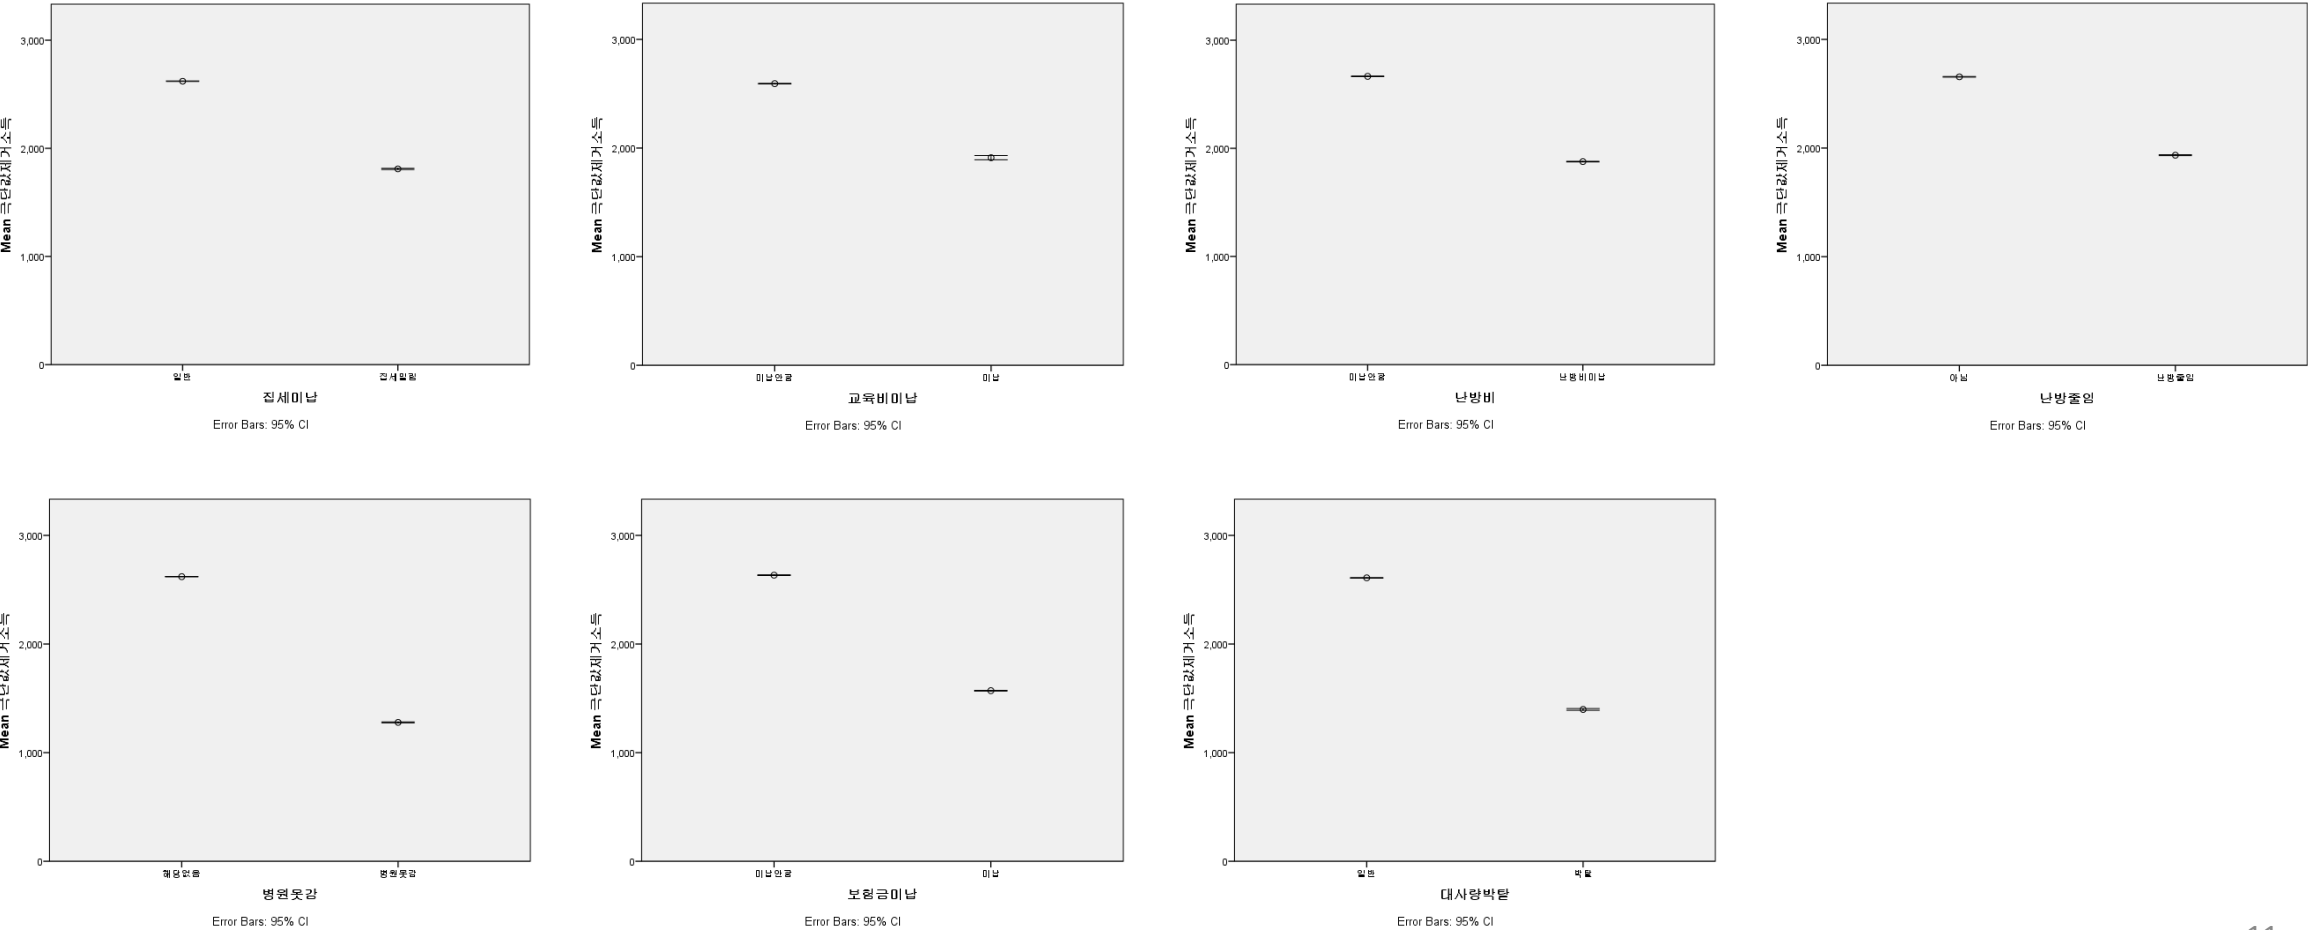 3,000
2,000
1,000
0
Mean 극단값제거소득
일반 집세밀림
집세미납
Error Bars: 95% CI
3,000
2,000
1,000
0
Mean 극단값제거소득
미납안함 미납
교육비미납
Error Bars: 95% CI
3,000
2,000
1,000
0
Mean 극단값제거소득
미납안함 난방비미납
난방비
Error Bars: 95% CI
3,000
2,000
1,000
0
Mean 극단값제거소득
아님 난방줄임
난방줄임
Error Bars: 95% CI
3,000
2,000
1,000
0
Mean 극단값제거소득
해당없음 병원못감
병원못감
Error Bars: 95% CI
3,000
2,000
1,000
0
Mean 극단값제거소득
미납안함 미납
보험금미납
Error Bars: 95% CI
3,000
2,000
1,000
0
Mean 극단값제거소득
일반 박탈
대사량박탈
Error Bars: 95% CI